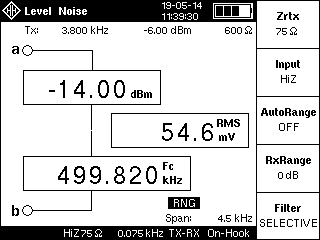 Level Noise 19-05-14 11:39:30
Tx: 3.800 kHz -6.00 dBm 600 Ω
a
-14.00 dBm
54.6 RMS mV
499.820 Fc kHz
b
RNG
Span: 4.5 kHz
HiZ75 Ω 0.075 kHz TX-RX On-Hook
Zrtx
75 Ω
Input
HiZ
AutoRange
OFF
RxRange
0 dB
Filter
SELECTIVE